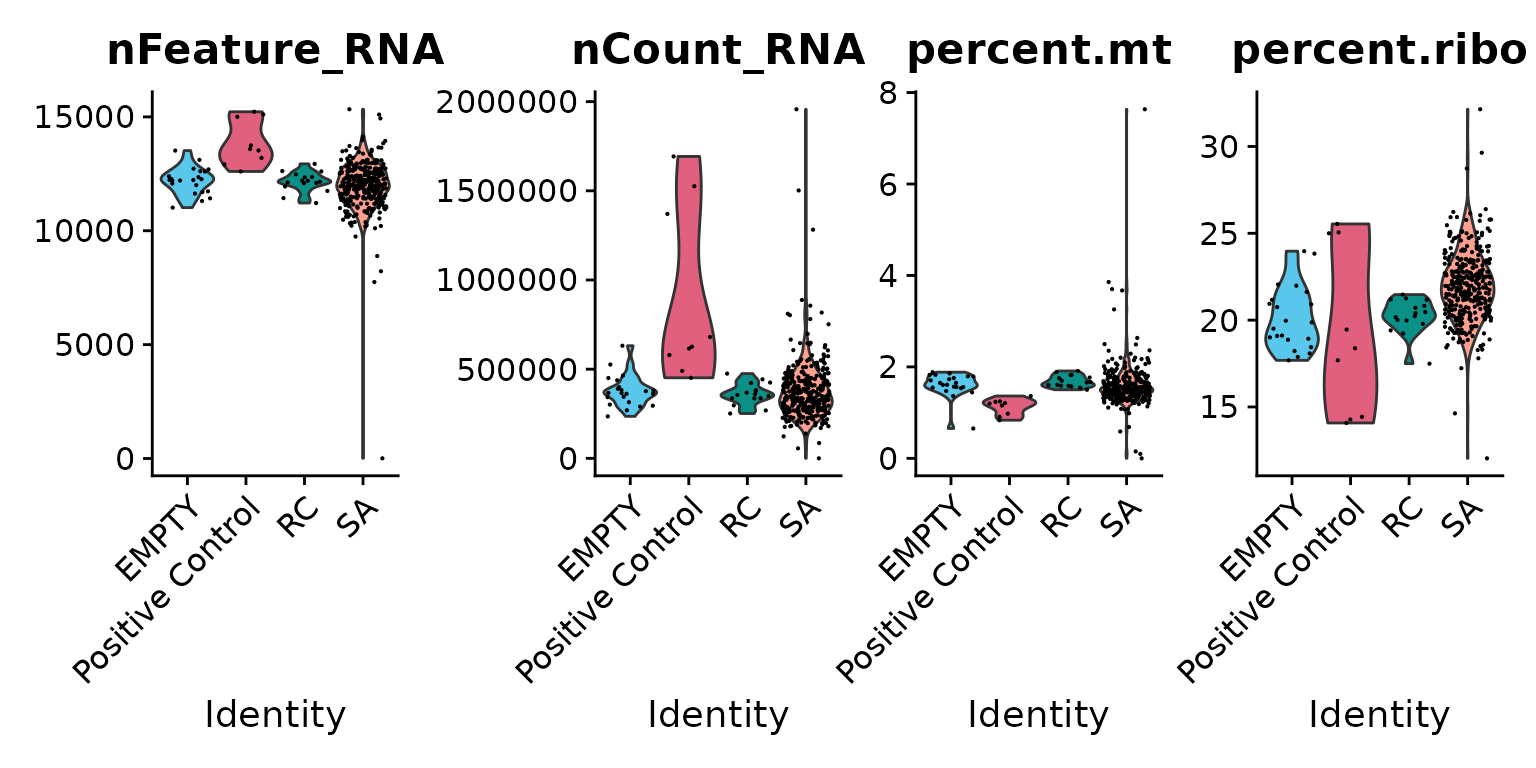 nFeature_RNA
15000
10000
5000
0
EMPTY
Positive Control
RC
SA
Identity
nCount_RNA
2000000
1500000
1000000
500000
0
EMPTY
Positive Control
RC
SA
Identity
percent.mt
8
6
4
2
0
EMPTY
Positive Control
RC
SA
Identity
percent.ribo
30
25
20
15
EMPTY
Positive Control
RC
SA
Identity